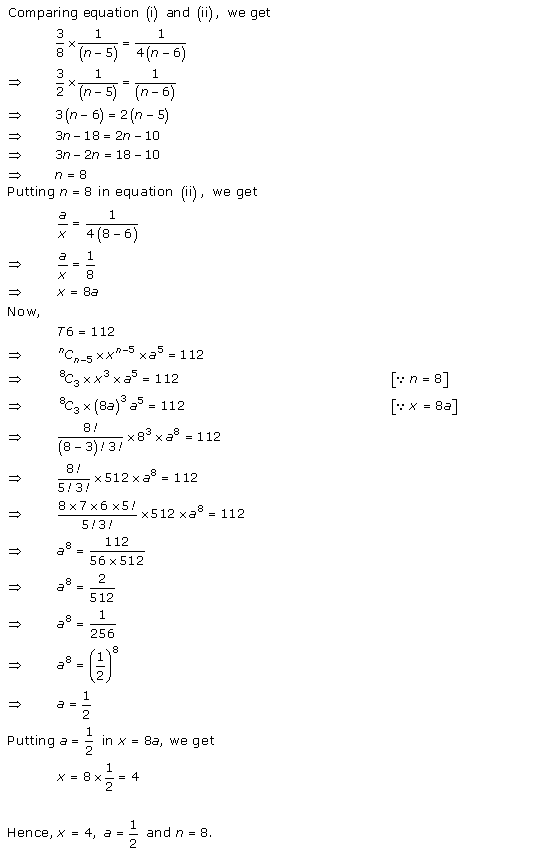 Comparing equation (i) and (ii), we get
3/8 × 1/(n−5) = 1/4(n−6)
⇒ 3/2 × 1/(n−5) = 1/(n−6)
⇒ 3(n−6) = 2(n−5)
⇒ 3n−18 = 2n−10
⇒ 3n−2n = 18−10
⇒ n = 8
Putting n = 8 in equation (ii), we get
a/x = 1/4(8−6)
⇒ a/x = 1/8
⇒ x = 8a
Now,
T6 = 112
⇒ ⁿCₙ₋₅ × xⁿ⁻⁵ × a⁵ = 112
⇒ ⁸C₃ × x³ × a⁵ = 112 [∵ n = 8]
⇒ ⁸C₃ × (8a)³ a⁵ = 112 [∵ x = 8a]
⇒ 8!/(8−3)!3! × 8³ × a⁸ = 112
⇒ 8!/5!3! × 512 × a⁸ = 112
⇒ 8×7×6×5!/5!3! × 512 × a⁸ = 112
⇒ a⁸ = 112/56×512
⇒ a⁸ = 2/512
⇒ a⁸ = 1/256
⇒ a⁸ = (1/2)⁸
⇒ a = 1/2
Putting a = 1/2 in x = 8a, we get
x = 8 × 1/2 = 4
Hence, x = 4, a = 1/2 and n = 8.